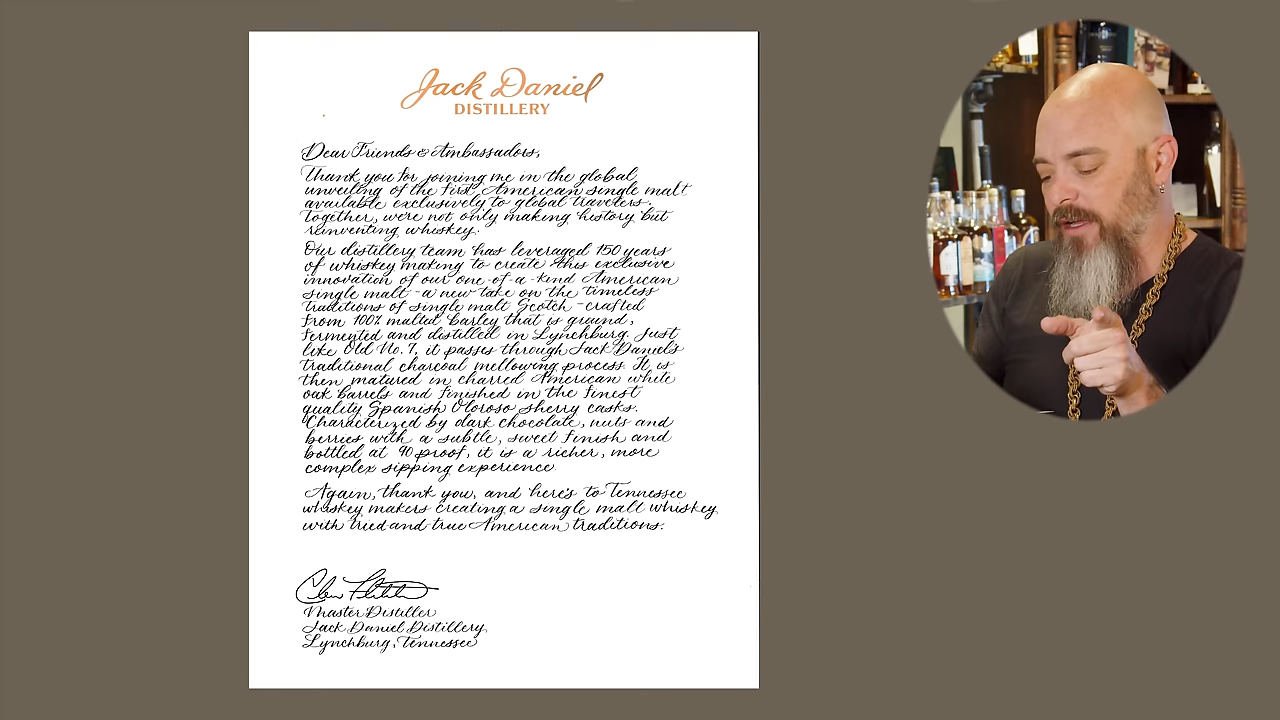 Jack Daniel
DISTILLERY
Dear Friends & Ambassadors,
Thank you for joining me in the global
unveiling of the first American single malt
available exclusively to global travelers.
Together, we're not only making history but
reinventing whiskey.
Our distillery team has leveraged 150 years
of whiskey making to create this exclusive
innovation of our one-of-a-kind American
single malt - a new take on the timeless
traditions of single malt Scotch - crafted
from 100% malted barley that is ground,
fermented and distilled in Lynchburg. Just
like Old No. 7, it passes through Jack Daniel's
traditional charcoal mellowing process. It is
then matured in charred American white
oak barrels and finished in the finest
quality Spanish Oloroso sherry casks.
Characterized by dark chocolate, nuts and
berries with a subtle, sweet finish and
bottled at 90 proof, it is a richer, more
complex sipping experience.
Again, thank you, and here's to Tennessee
whiskey makers creating a single malt whiskey
with tried and true American traditions.
Master Distiller
Jack Daniel Distillery
Lynchburg, Tennessee